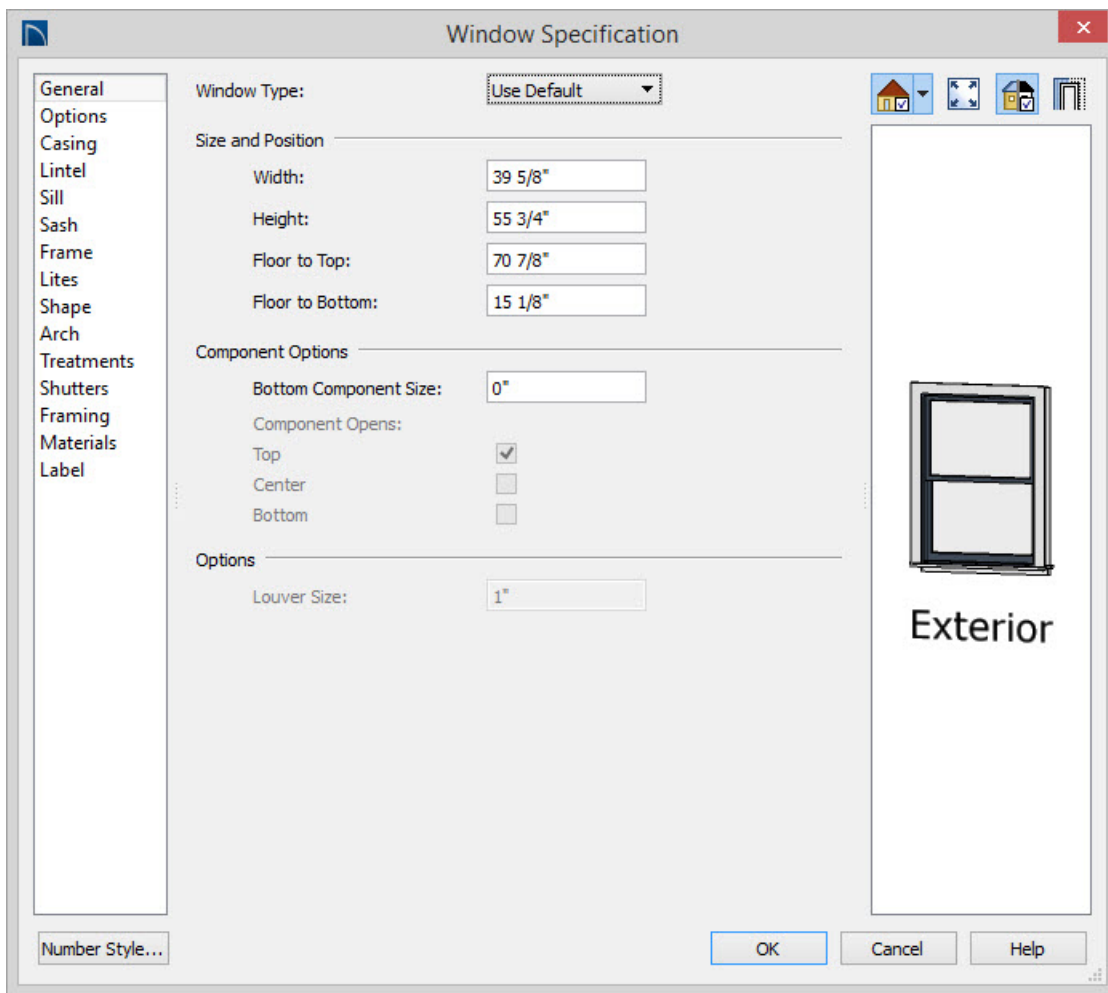 Window Specification
General
Options
Casing
Lintel
Sill
Sash
Frame
Lites
Shape
Arch
Treatments
Shutters
Framing
Materials
Label
Window Type: Use Default
Size and Position
Width: 39 5/8"
Height: 55 3/4"
Floor to Top: 70 7/8"
Floor to Bottom: 15 1/8"
Component Options
Bottom Component Size: 0"
Component Opens:
Top
Center
Bottom
Options
Louver Size: 1"
Exterior
Number Style...
OK Cancel Help